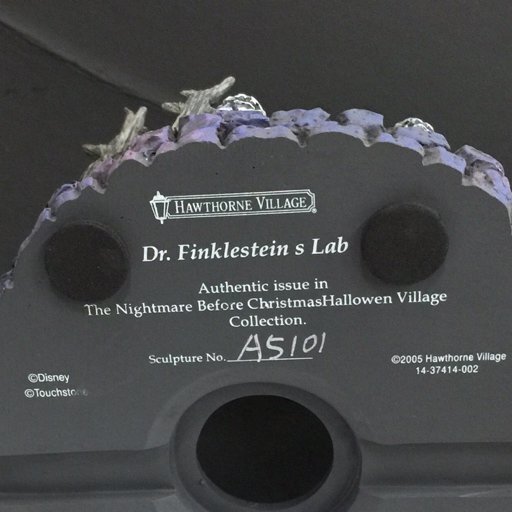 HAWTHORNE VILLAGE ®
Dr. Finklestein s Lab
Authentic issue in
The Nightmare Before ChristmasHallowen Village
Collection.
Sculpture No. A5101
©Disney
©Touchstone
©2005 Hawthorne Village
14-37414-002